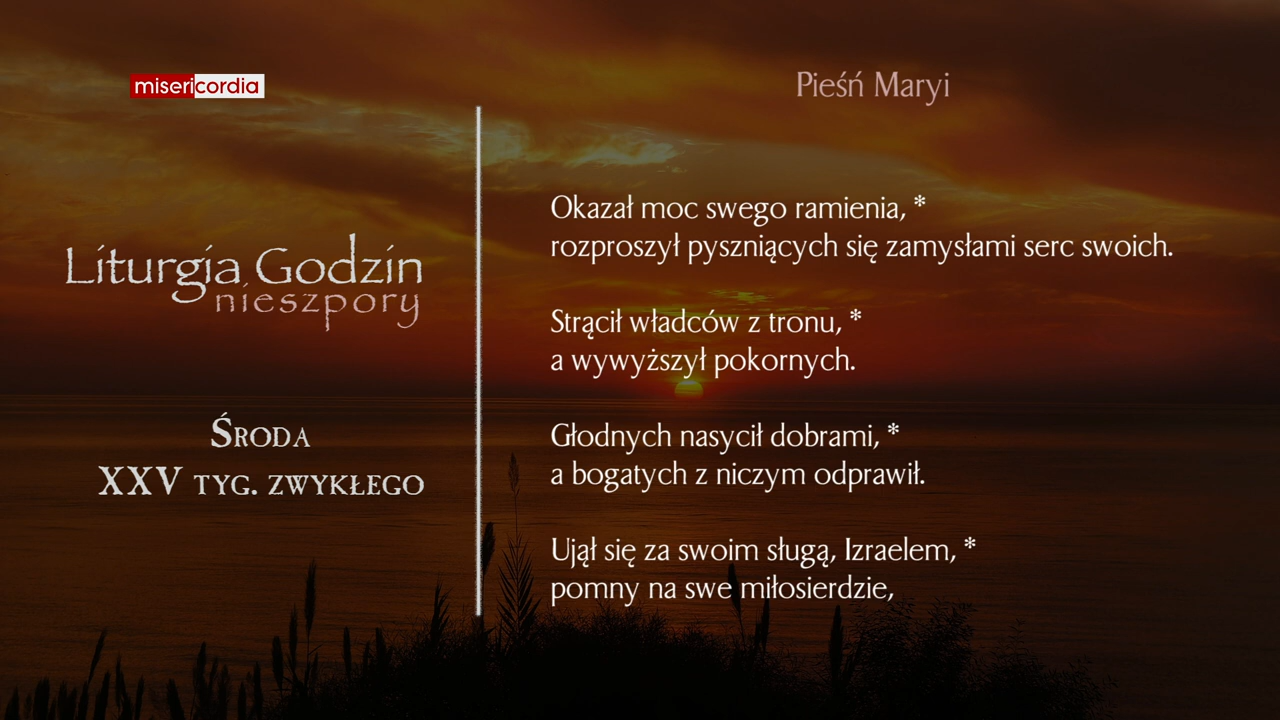 misericordia
Liturgia Godzin
nieszpory
Środa
XXV tyg. zwykłego
Pieśń Maryi
Okazał moc swego ramienia, *
rozproszył pyszniących się zamysłami serc swoich.
Strącił władców z tronu, *
a wywyższył pokornych.
Głodnych nasycił dobrami, *
a bogatych z niczym odprawił.
Ujął się za swoim sługą, Izraelem, *
pomny na swe miłosierdzie,